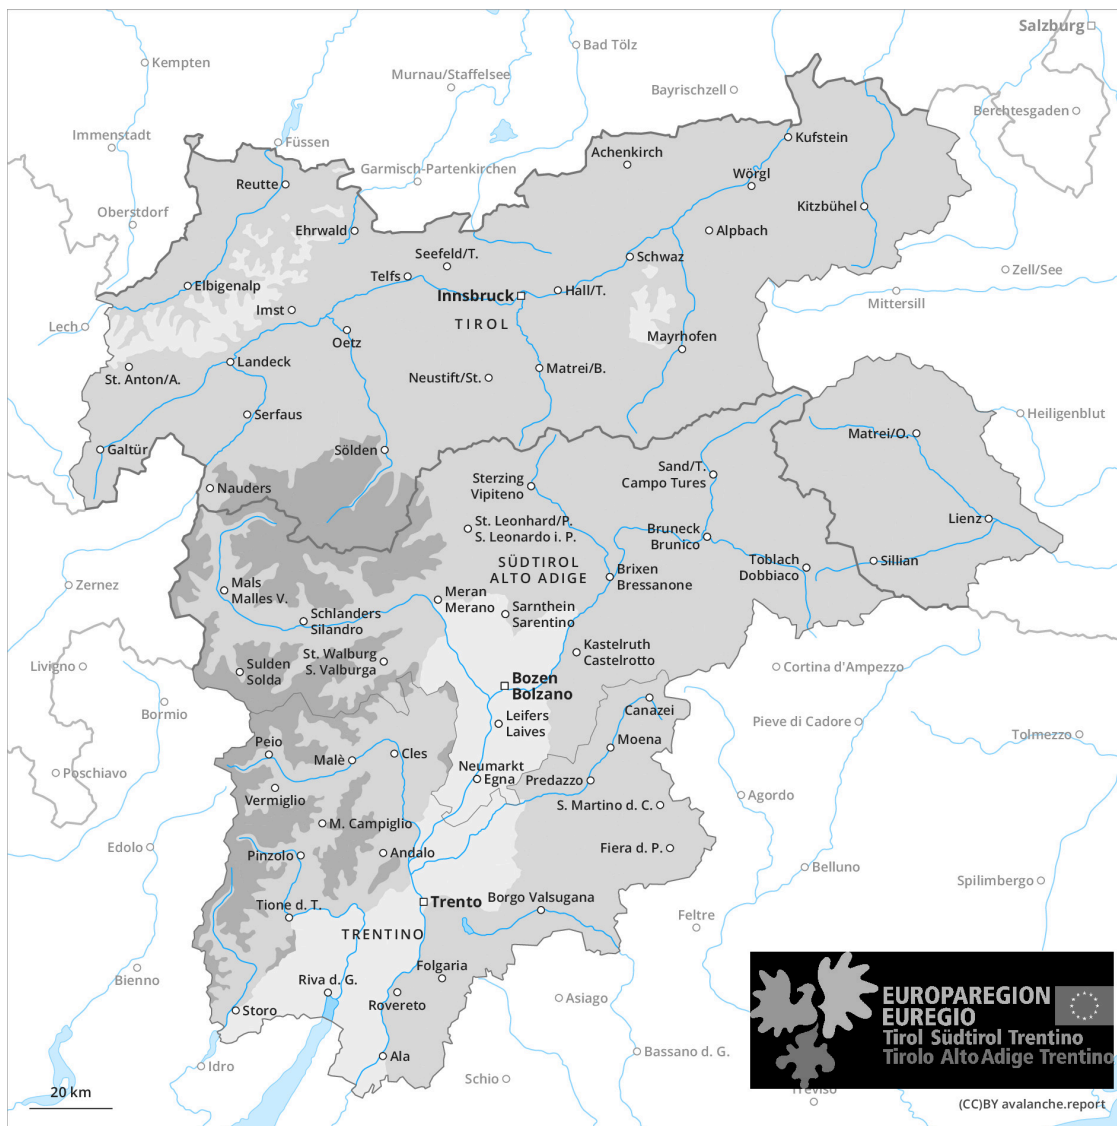 Salzburg
Bad Tölz
Kempten
Murnau/Staffelsee
Bayrischzell
Berchtesgaden
Immenstadt
Füssen
Kufstein
Achenkirch
Garmisch-Partenkirchen
Wörgl
Reutte
Oberstdorf
Kitzbühel
Ehrwald
Alpbach
Seefeld/T.
Schwaz
Zell/See
Telfs
Elbigenalp
Innsbruck
Hall/T.
Mittersill
Imst
TIROL
Lech
Oetz
Mayrhofen
Landeck
Matrei/B.
St. Anton/A.
Neustift/St.
Serfaus
Heiligenblut
Matrei/O.
Galtür
Sölden
Sand/T.
Campo Tures
Sterzing
Vipiteno
Nauders
Lienz
St. Leonhard/P.
S. Leonardo i. P.
Bruneck
Brunico
SÜDTIROL
ALTO ADIGE
Toblach
Dobbiaco
Sillian
Brixen
Bressanone
Zernez
Mals
Malles V.
Meran
Merano
Sarnthein
Sarentino
Schlanders
Silandro
Kastelruth
Castelrotto
St. Walburg
S. Valburga
Livigno
Sulden
Solda
Cortina d'Ampezzo
Bozen
Bolzano
Bormio
Canazei
Leifers
Laives
Pieve di Cadore
Tolmezzo
Moena
Peio
Cles
Malè
Neumarkt
Egna
Poschiavo
Predazzo
Vermiglio
Agordo
S. Martino d. C.
M. Campiglio
Edolo
Pinzolo
Andalo
Fiera d. P.
Belluno
Spilimbergo
Tione d. T.
Trento
Borgo Valsugana
Feltre
TRENTINO
Bienno
Folgaria
Riva d. G.
Rovereto
Asiago
Storo
EUROPAREGION
EUREGIO
Tirol Südtirol Trentino
Tirolo Alto Adige Trentino
Ala
Bassano d. G.
Idro
Schio
Treviso
20 km
(CC)BY avalanche.report